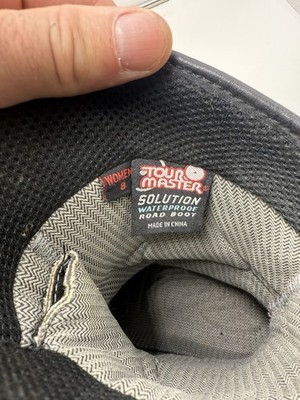 WOMEN
8
TOUR
MASTER
SOLUTION
WATERPROOF
ROAD BOOT
MADE IN CHINA